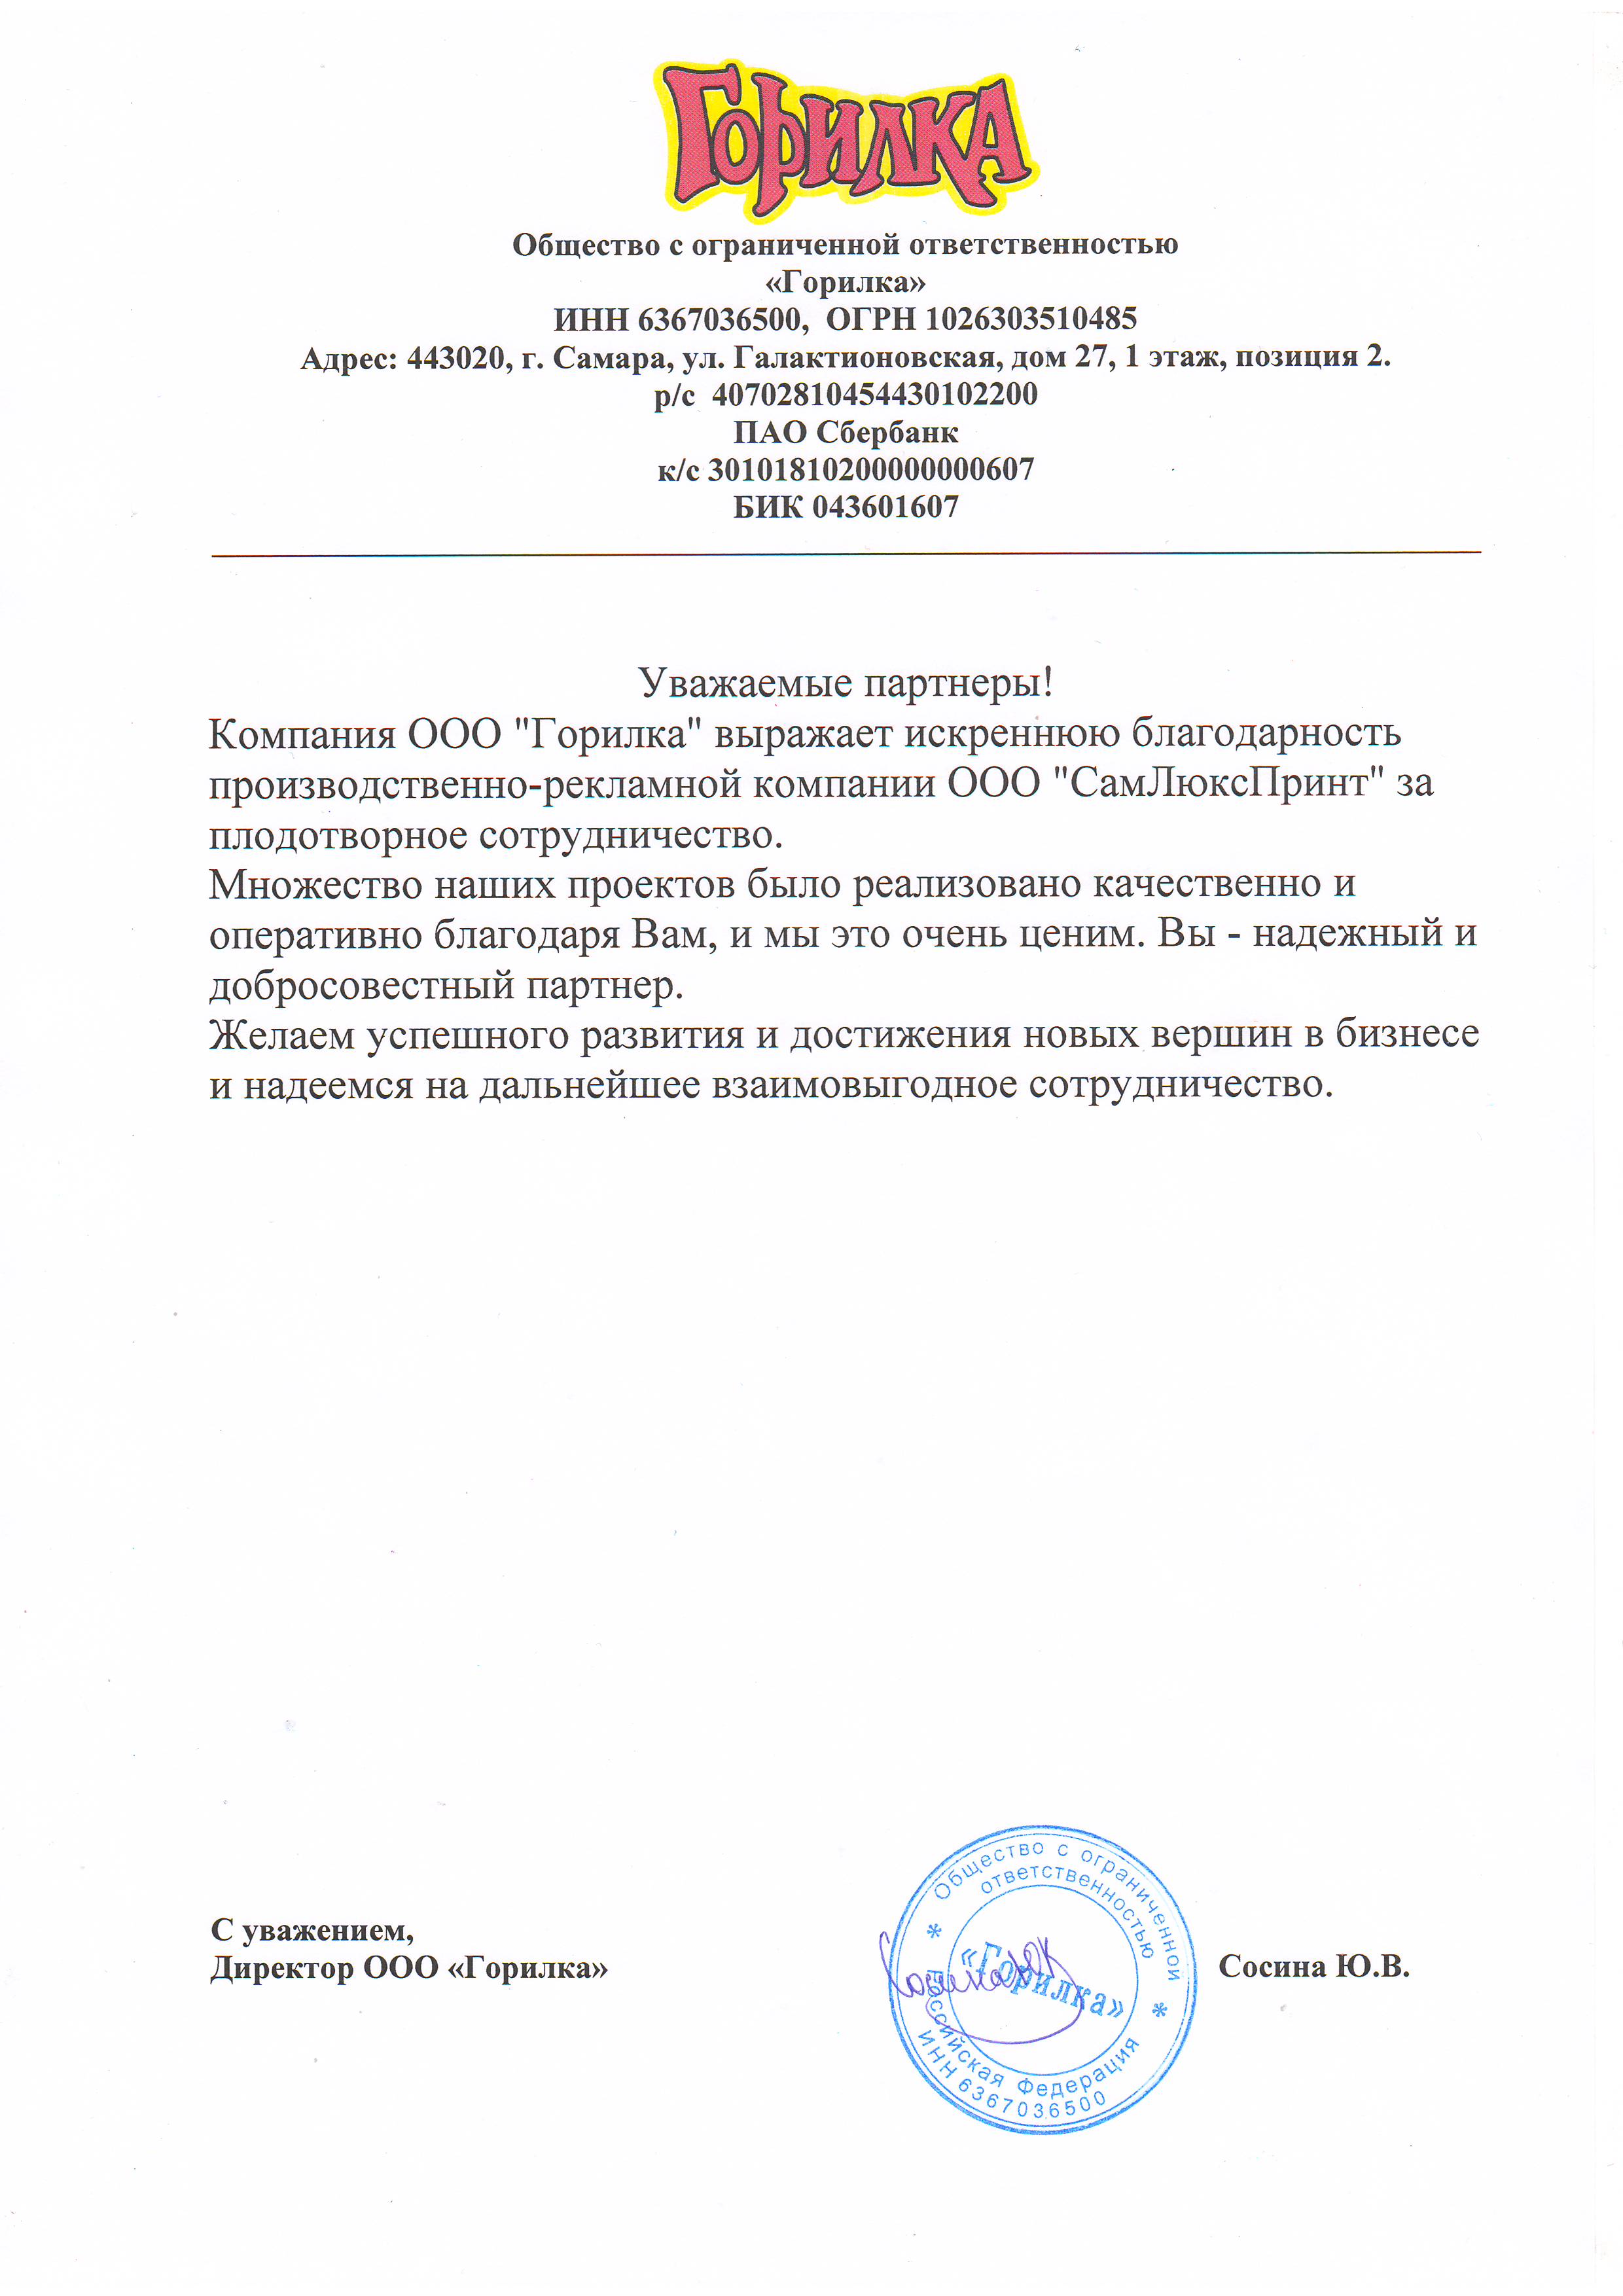 ГОРИЛКА
Общество с ограниченной ответственностью
«Горилка»
ИНН 6367036500,  ОГРН 1026303510485
Адрес: 443020, г. Самара, ул. Галактионовская, дом 27, 1 этаж, позиция 2.
р/с  40702810454430102200
ПАО Сбербанк
к/с 30101810200000000607
БИК 043601607
Уважаемые партнеры!
Компания ООО "Горилка" выражает искреннюю благодарность
производственно-рекламной компании ООО "СамЛюксПринт" за
плодотворное сотрудничество.
Множество наших проектов было реализовано качественно и
оперативно благодаря Вам, и мы это очень ценим. Вы - надежный и
добросовестный партнер.
Желаем успешного развития и достижения новых вершин в бизнесе
и надеемся на дальнейшее взаимовыгодное сотрудничество.
С уважением,
Директор ООО «Горилка»
Сосина Ю.В.
* Общество с ограниченной *
ответственностью
«Горилка»
Российская Федерация
ИНН 6367036500